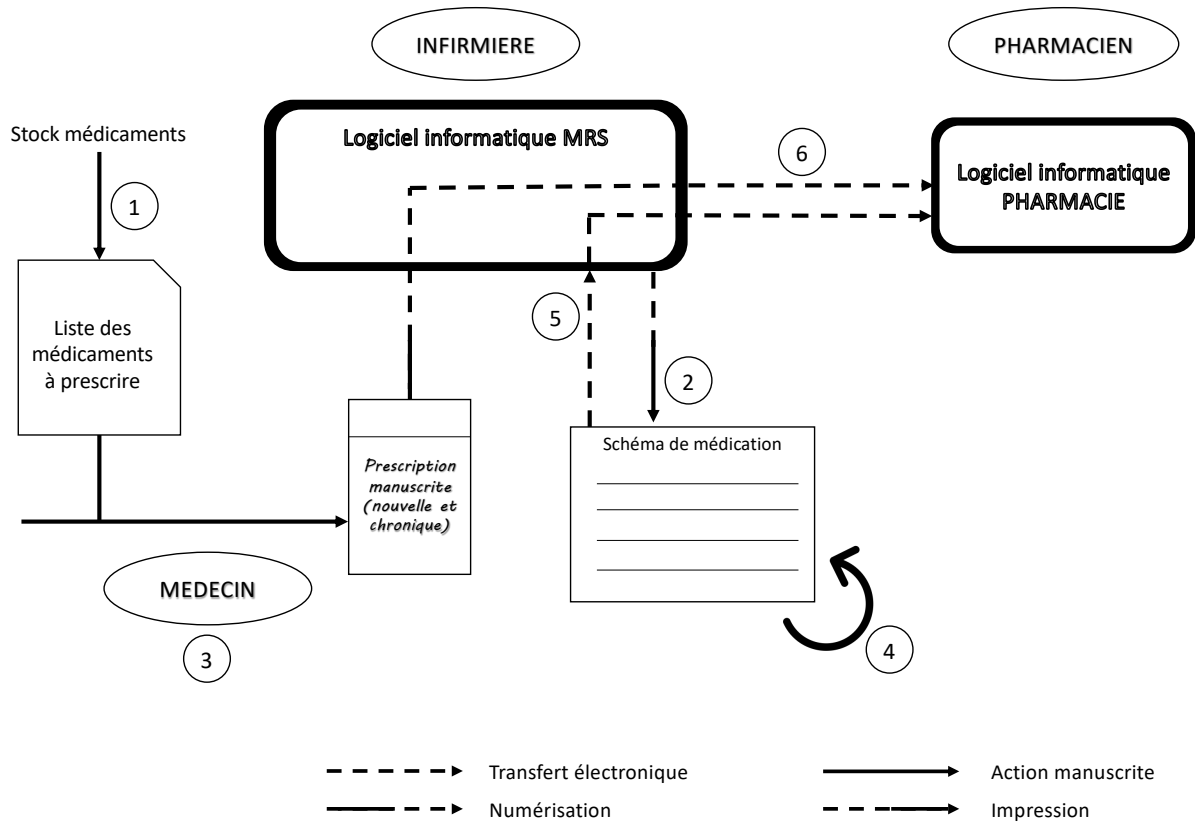 INFIRMIERE
PHARMACIEN
Stock médicaments
Logiciel informatique MRS
6
Logiciel informatique
PHARMACIE
1
Liste des
médicaments
à prescrire
5
2
Prescription
manuscrite
(nouvelle et
chronique)
Schéma de médication
MEDECIN
3
4
Transfert électronique
Action manuscrite
Numérisation
Impression